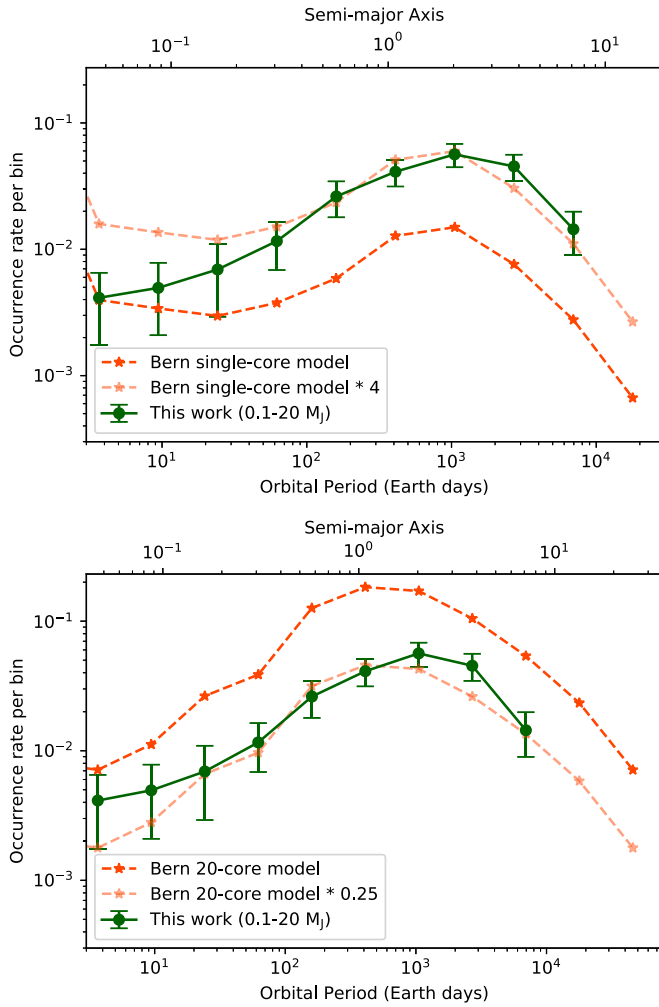 Semi-major Axis
10⁻¹ 10⁰ 10¹
Occurrence rate per bin
10⁻¹
10⁻²
10⁻³
Bern single-core model
Bern single-core model * 4
This work (0.1-20 M_J)
10¹ 10² 10³ 10⁴
Orbital Period (Earth days)
Semi-major Axis
10⁻¹ 10⁰ 10¹
Occurrence rate per bin
10⁻¹
10⁻²
10⁻³
Bern 20-core model
Bern 20-core model * 0.25
This work (0.1-20 M_J)
10¹ 10² 10³ 10⁴
Orbital Period (Earth days)